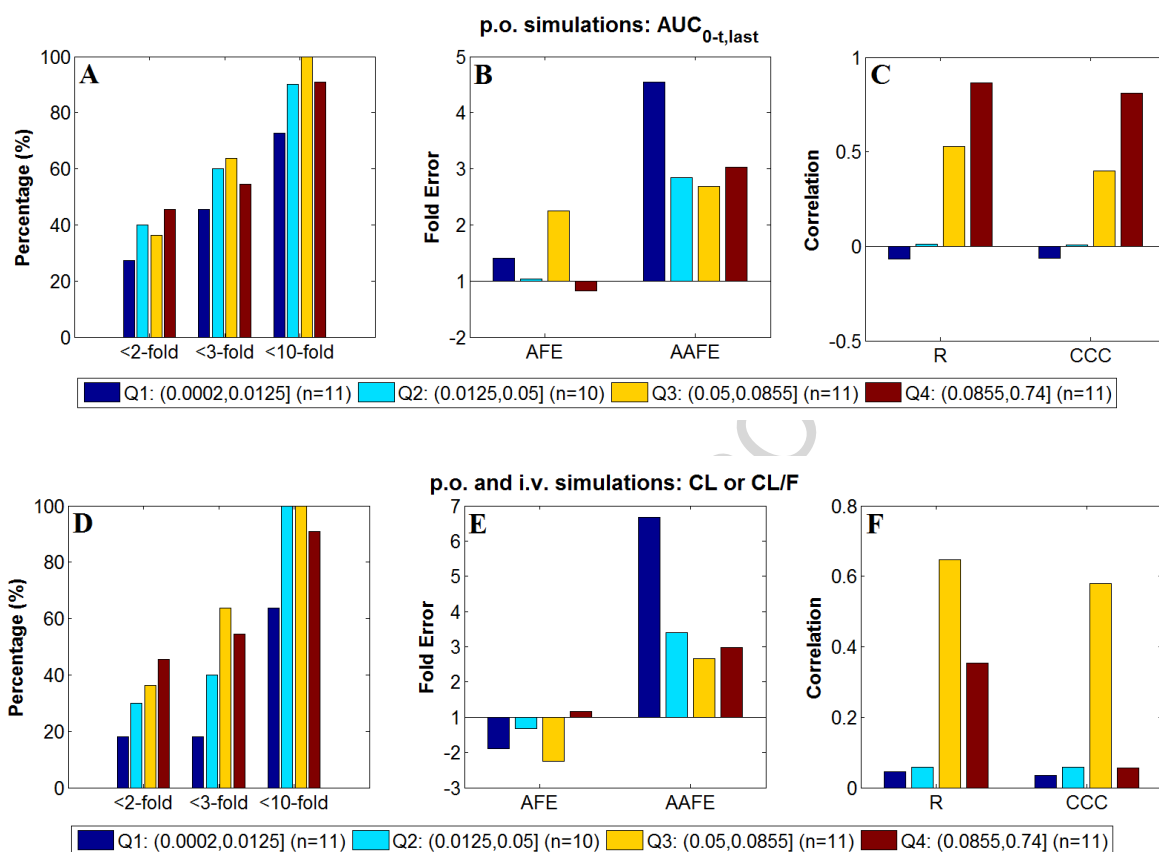 p.o. simulations: AUC0-t,last
A
B
C
Percentage (%)
100
80
60
40
20
0
<2-fold <3-fold <10-fold
Fold Error
5
4
3
2
1
-2
AFE AAFE
Correlation
1
0.5
0
-0.5
R CCC
Q1: (0.0002,0.0125] (n=11) Q2: (0.0125,0.05] (n=10) Q3: (0.05,0.0855] (n=11) Q4: (0.0855,0.74] (n=11)
p.o. and i.v. simulations: CL or CL/F
D
E
F
Percentage (%)
100
80
60
40
20
0
<2-fold <3-fold <10-fold
Fold Error
7
6
5
4
3
2
1
-2
-3
AFE AAFE
Correlation
0.8
0.6
0.4
0.2
0
R CCC
Q1: (0.0002,0.0125] (n=11) Q2: (0.0125,0.05] (n=10) Q3: (0.05,0.0855] (n=11) Q4: (0.0855,0.74] (n=11)